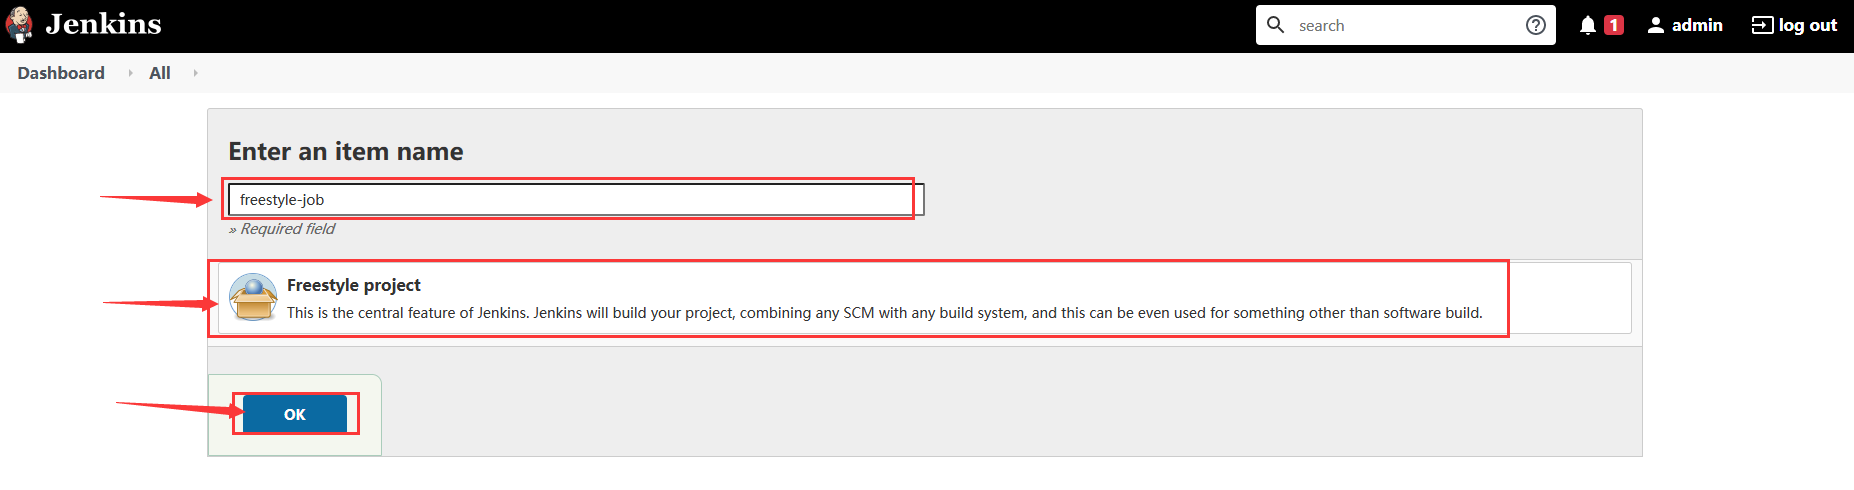 Jenkins
search
1
admin
log out
Dashboard
All
Enter an item name
freestyle-job
» Required field
Freestyle project
This is the central feature of Jenkins. Jenkins will build your project, combining any SCM with any build system, and this can be even used for something other than software build.
OK